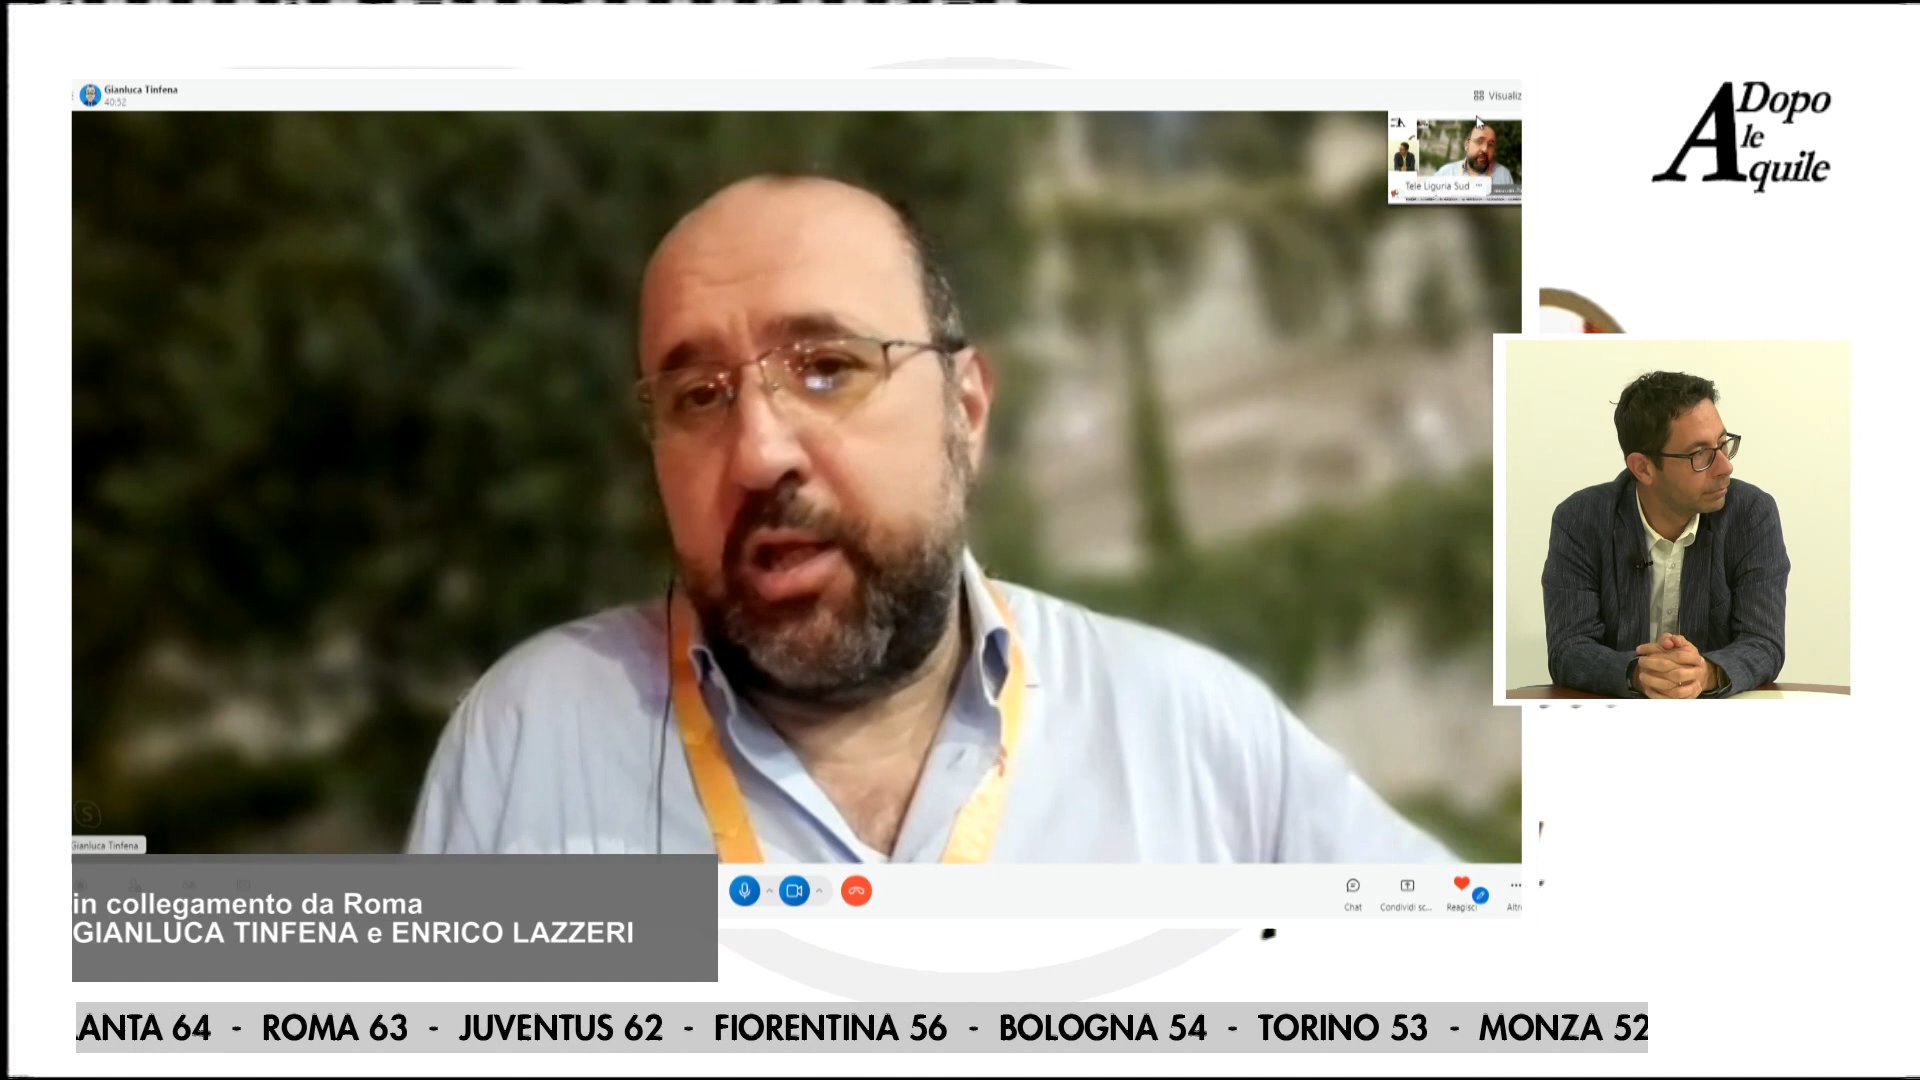 Gianluca Tinfena
40:52
Visualiz
Dopo
le
Aquile
Tele Liguria Sud
Gianluca Tinfena
in collegamento da Roma
GIANLUCA TINFENA e ENRICO LAZZERI
Chat
Condividi sc...
Reagisci
Altro
.ANTA 64 - ROMA 63 - JUVENTUS 62 - FIORENTINA 56 - BOLOGNA 54 - TORINO 53 - MONZA 52